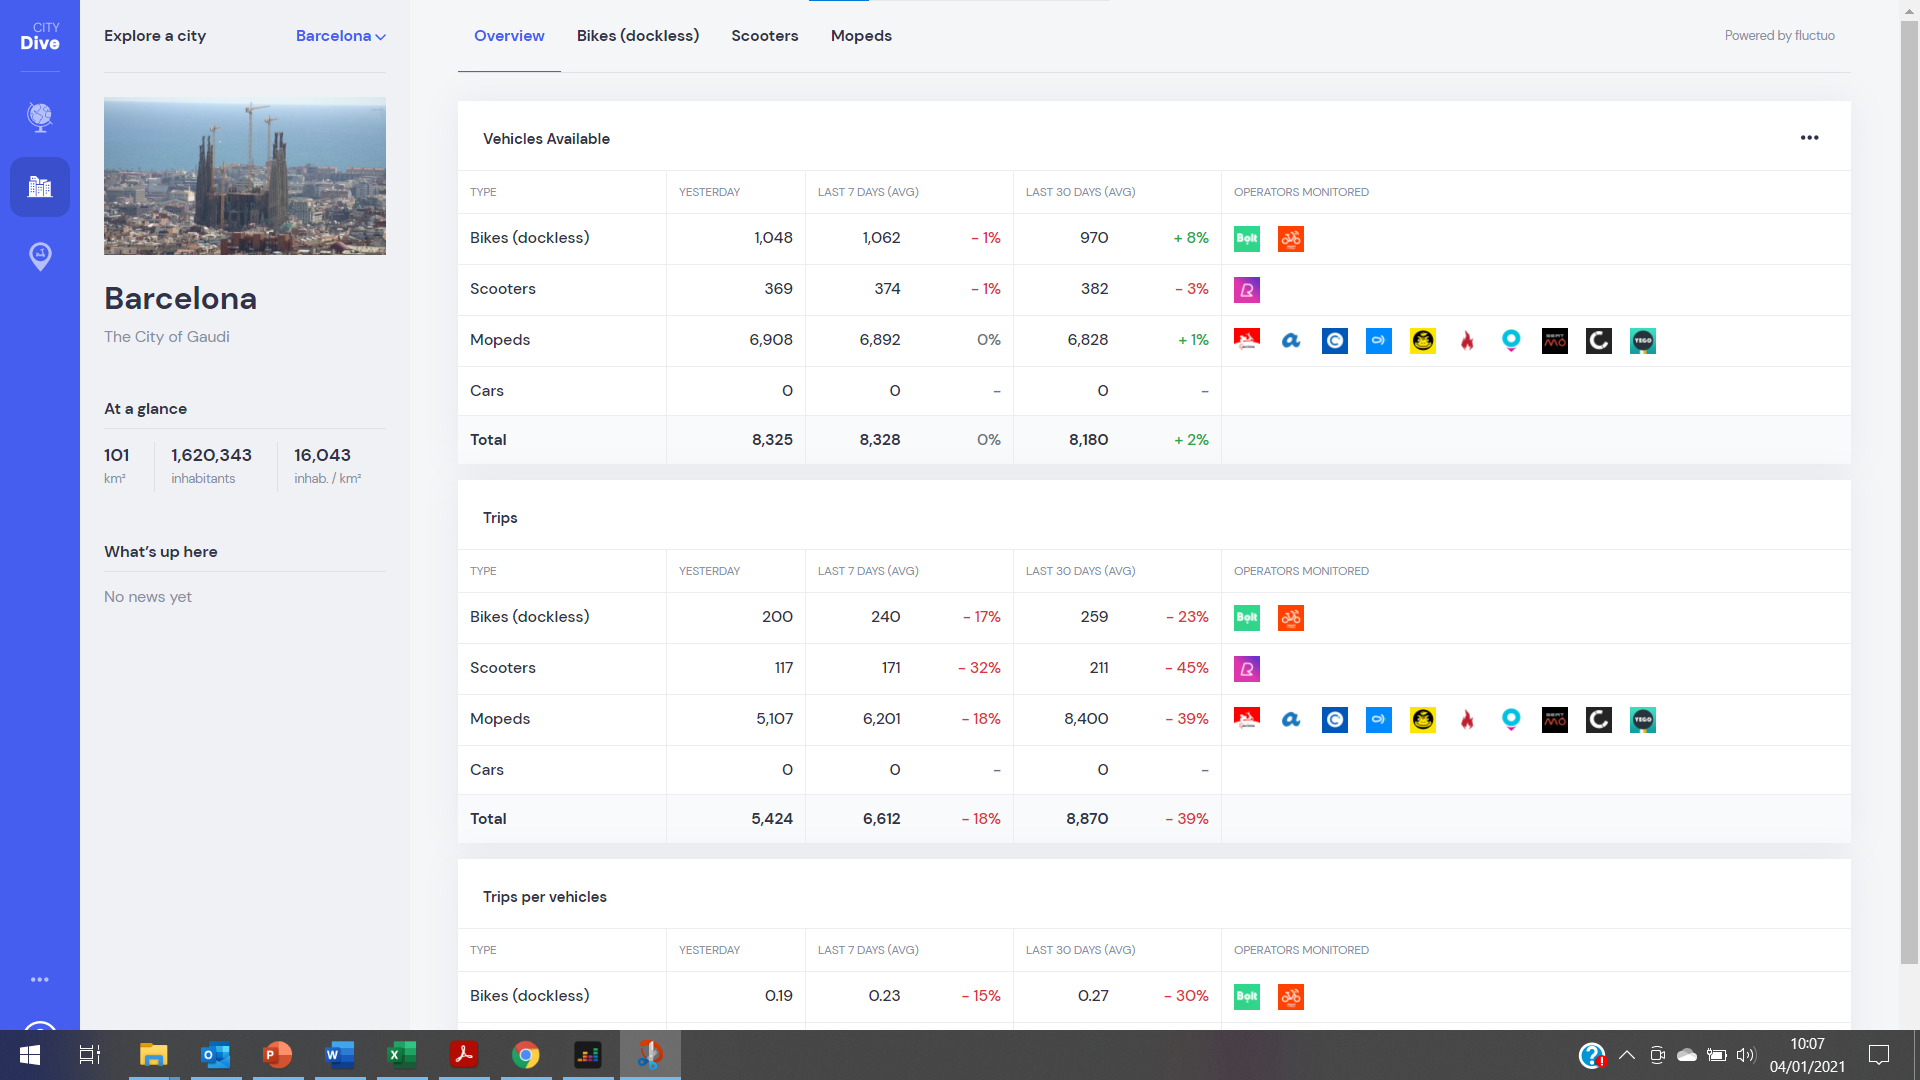 CITY
Dive
Explore a city
Barcelona
Barcelona
The City of Gaudi
At a glance
101
km²
1,620,343
inhabitants
16,043
inhab. / km²
What's up here
No news yet
Overview
Bikes (dockless)
Scooters
Mopeds
Powered by fluctuo
Vehicles Available
TYPE YESTERDAY LAST 7 DAYS (AVG) LAST 30 DAYS (AVG) OPERATORS MONITORED
Bikes (dockless) 1,048 1,062 - 1% 970 + 8% Bolt
Scooters 369 374 - 1% 382 - 3%
Mopeds 6,908 6,892 0% 6,828 + 1% SEAT MÓ YEGO
Cars 0 0 - 0 -
Total 8,325 8,328 0% 8,180 + 2%
Trips
TYPE YESTERDAY LAST 7 DAYS (AVG) LAST 30 DAYS (AVG) OPERATORS MONITORED
Bikes (dockless) 200 240 - 17% 259 - 23% Bolt
Scooters 117 171 - 32% 211 - 45%
Mopeds 5,107 6,201 - 18% 8,400 - 39% SEAT MÓ YEGO
Cars 0 0 - 0 -
Total 5,424 6,612 - 18% 8,870 - 39%
Trips per vehicles
TYPE YESTERDAY LAST 7 DAYS (AVG) LAST 30 DAYS (AVG) OPERATORS MONITORED
Bikes (dockless) 0.19 0.23 - 15% 0.27 - 30% Bolt
10:07
04/01/2021